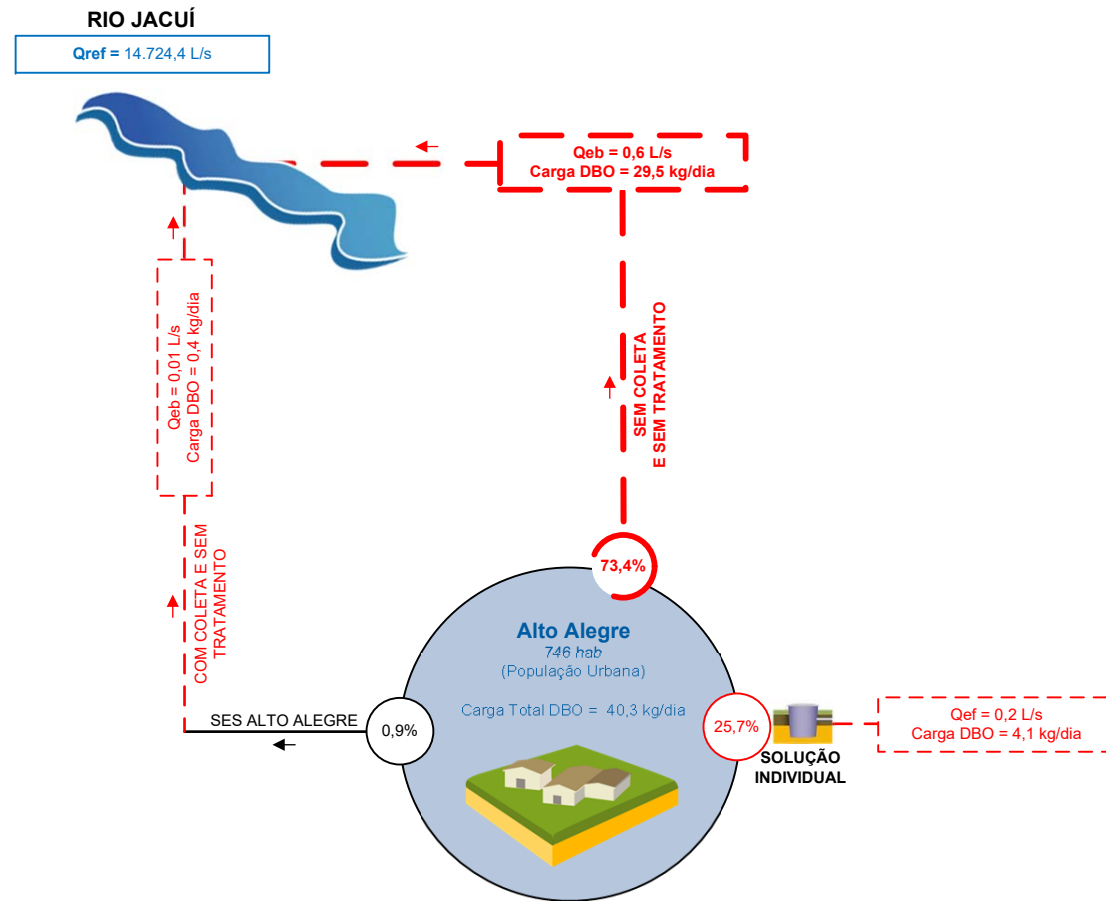 RIO JACUÍ
Qref = 14.724,4 L/s
Qeb = 0,6 L/s
Carga DBO = 29,5 kg/dia
Qeb = 0,01 L/s
Carga DBO = 0,4 kg/dia
SEM COLETA
E SEM TRATAMENTO
COM COLETA E SEM
TRATAMENTO
73,4%
Alto Alegre
746 hab
(População Urbana)
Carga Total DBO = 40,3 kg/dia
SES ALTO ALEGRE
0,9%
25,7%
SOLUÇÃO
INDIVIDUAL
Qef = 0,2 L/s
Carga DBO = 4,1 kg/dia